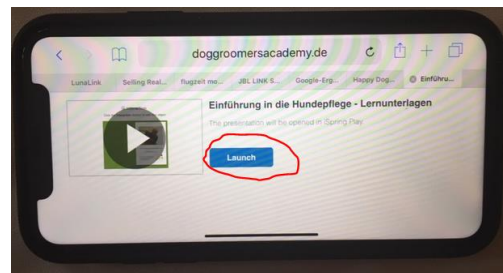 doggroomersacademy.de
LunaLink Selling Real... flugzeit mo... JBL LINK S... Google-Erg... Happy Dog... Einführu...
Einführung in die Hundepflege - Lernunterlagen
The presentation will be opened in iSpring Play
Launch